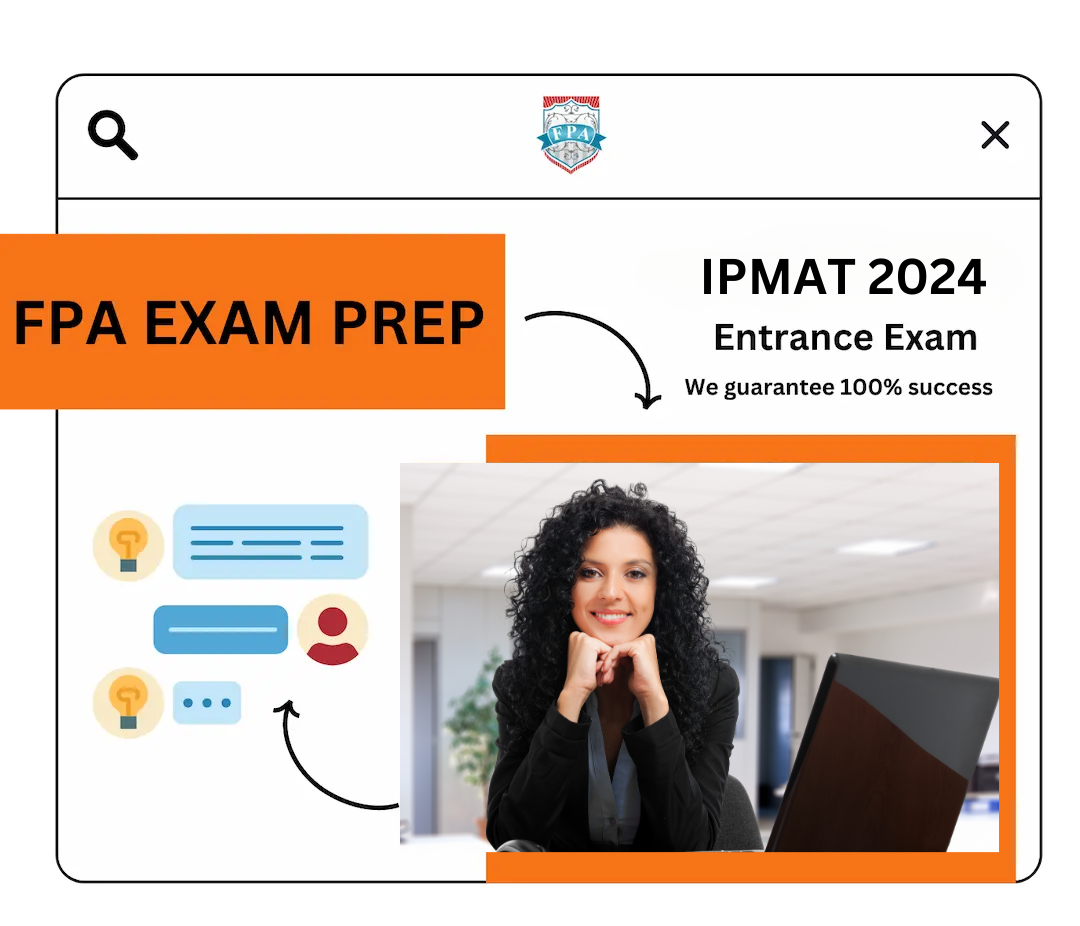 FPA
FPA EXAM PREP
IPMAT 2024
Entrance Exam
We guarantee 100% success